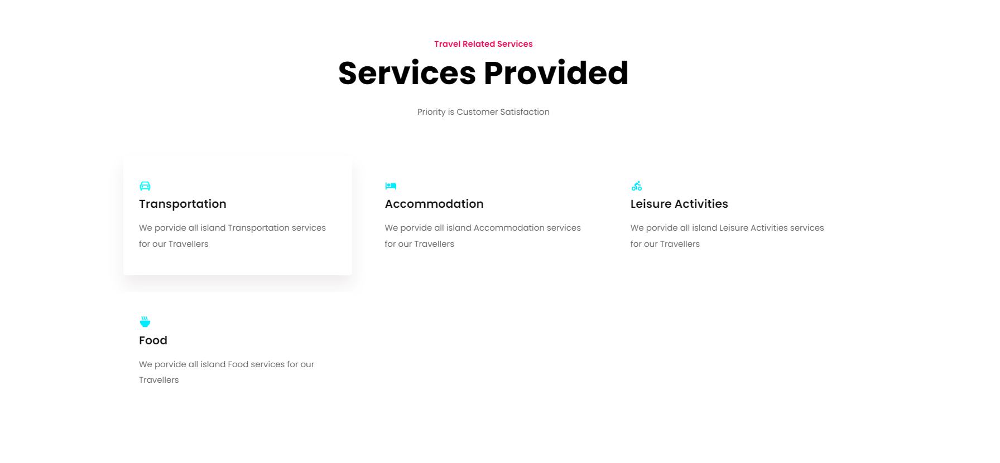 Travel Related Services
Services Provided
Priority is Customer Satisfaction
Transportation
We porvide all island Transportation services
for our Travellers
Accommodation
We porvide all island Accommodation services
for our Travellers
Leisure Activities
We porvide all island Leisure Activities services
for our Travellers
Food
We porvide all island Food services for our
Travellers